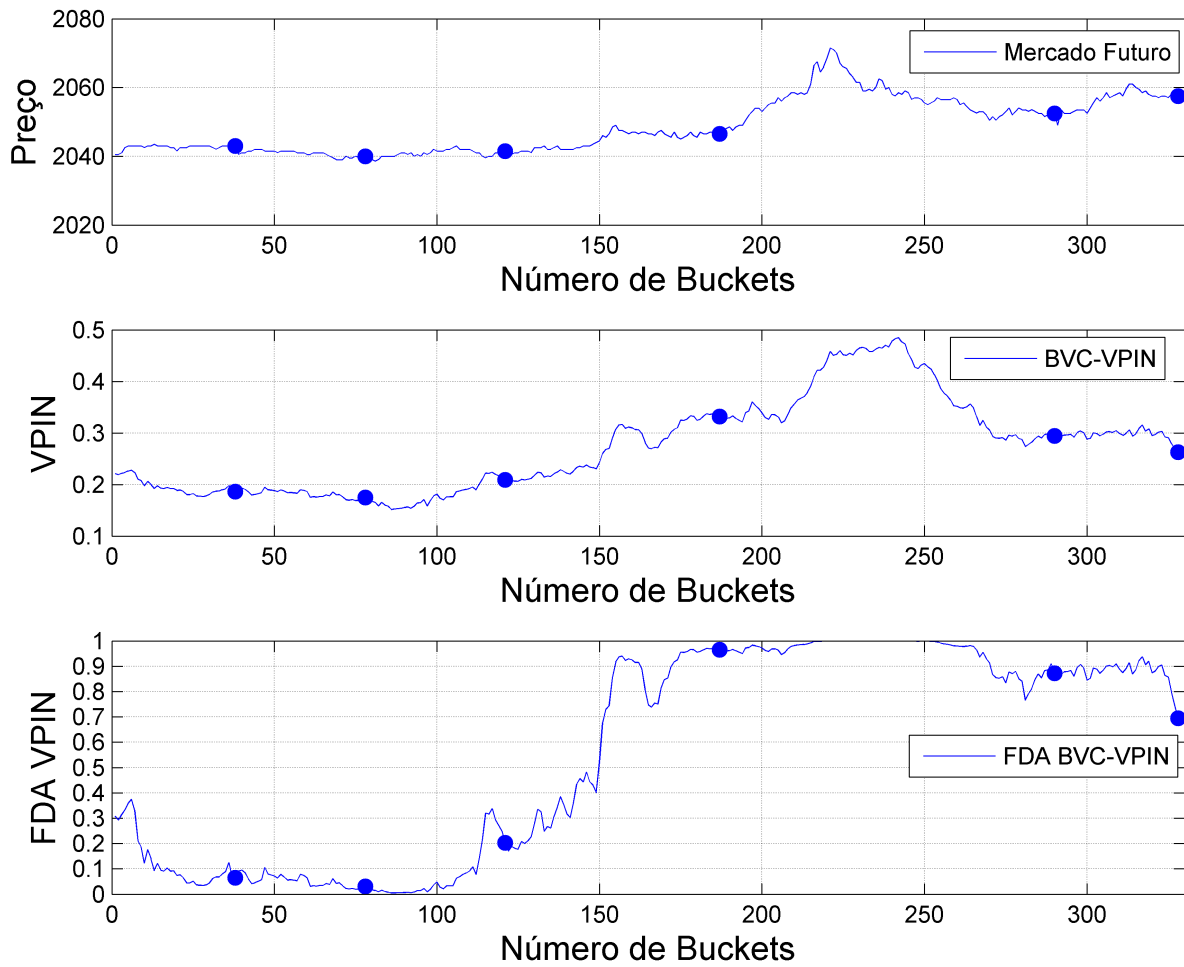 2080
2060
2040
2020
Preço
Mercado Futuro
0 50 100 150 200 250 300
Número de Buckets
0.5
0.4
0.3
0.2
0.1
VPIN
BVC-VPIN
0 50 100 150 200 250 300
Número de Buckets
1
0.9
0.8
0.7
0.6
0.5
0.4
0.3
0.2
0.1
0
FDA VPIN
FDA BVC-VPIN
0 50 100 150 200 250 300
Número de Buckets